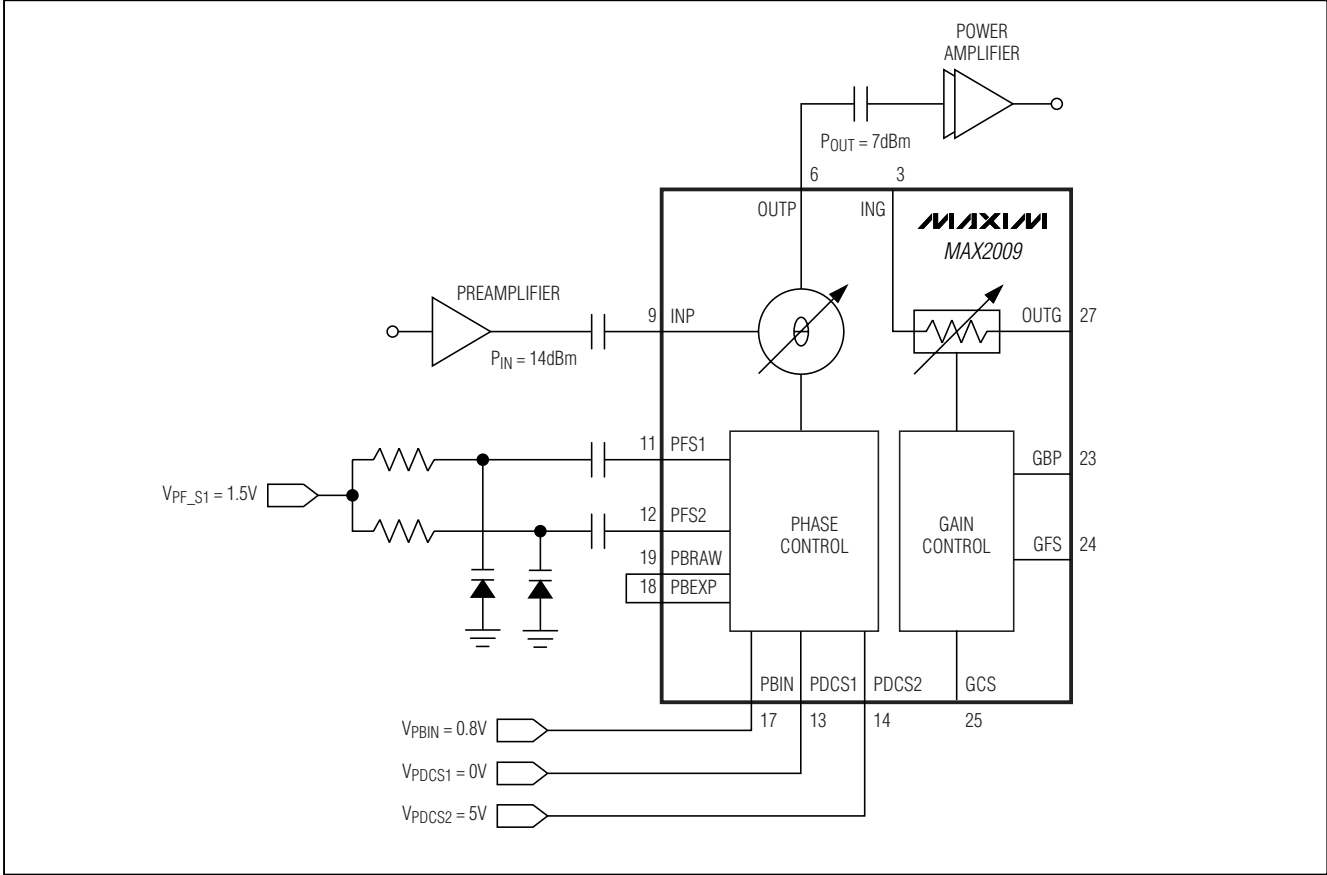 POWER
AMPLIFIER
POUT = 7dBm
6
3
OUTP
ING
MAXIM
MAX2009
PREAMPLIFIER
9
INP
PIN = 14dBm
θ
OUTG
27
11
PFS1
VPF_S1 = 1.5V
12
PFS2
19
PBRAW
18
PBEXP
PHASE
CONTROL
GAIN
CONTROL
GBP
23
GFS
24
PBIN
PDCS1
PDCS2
GCS
17
13
14
25
VPBIN = 0.8V
VPDCS1 = 0V
VPDCS2 = 5V